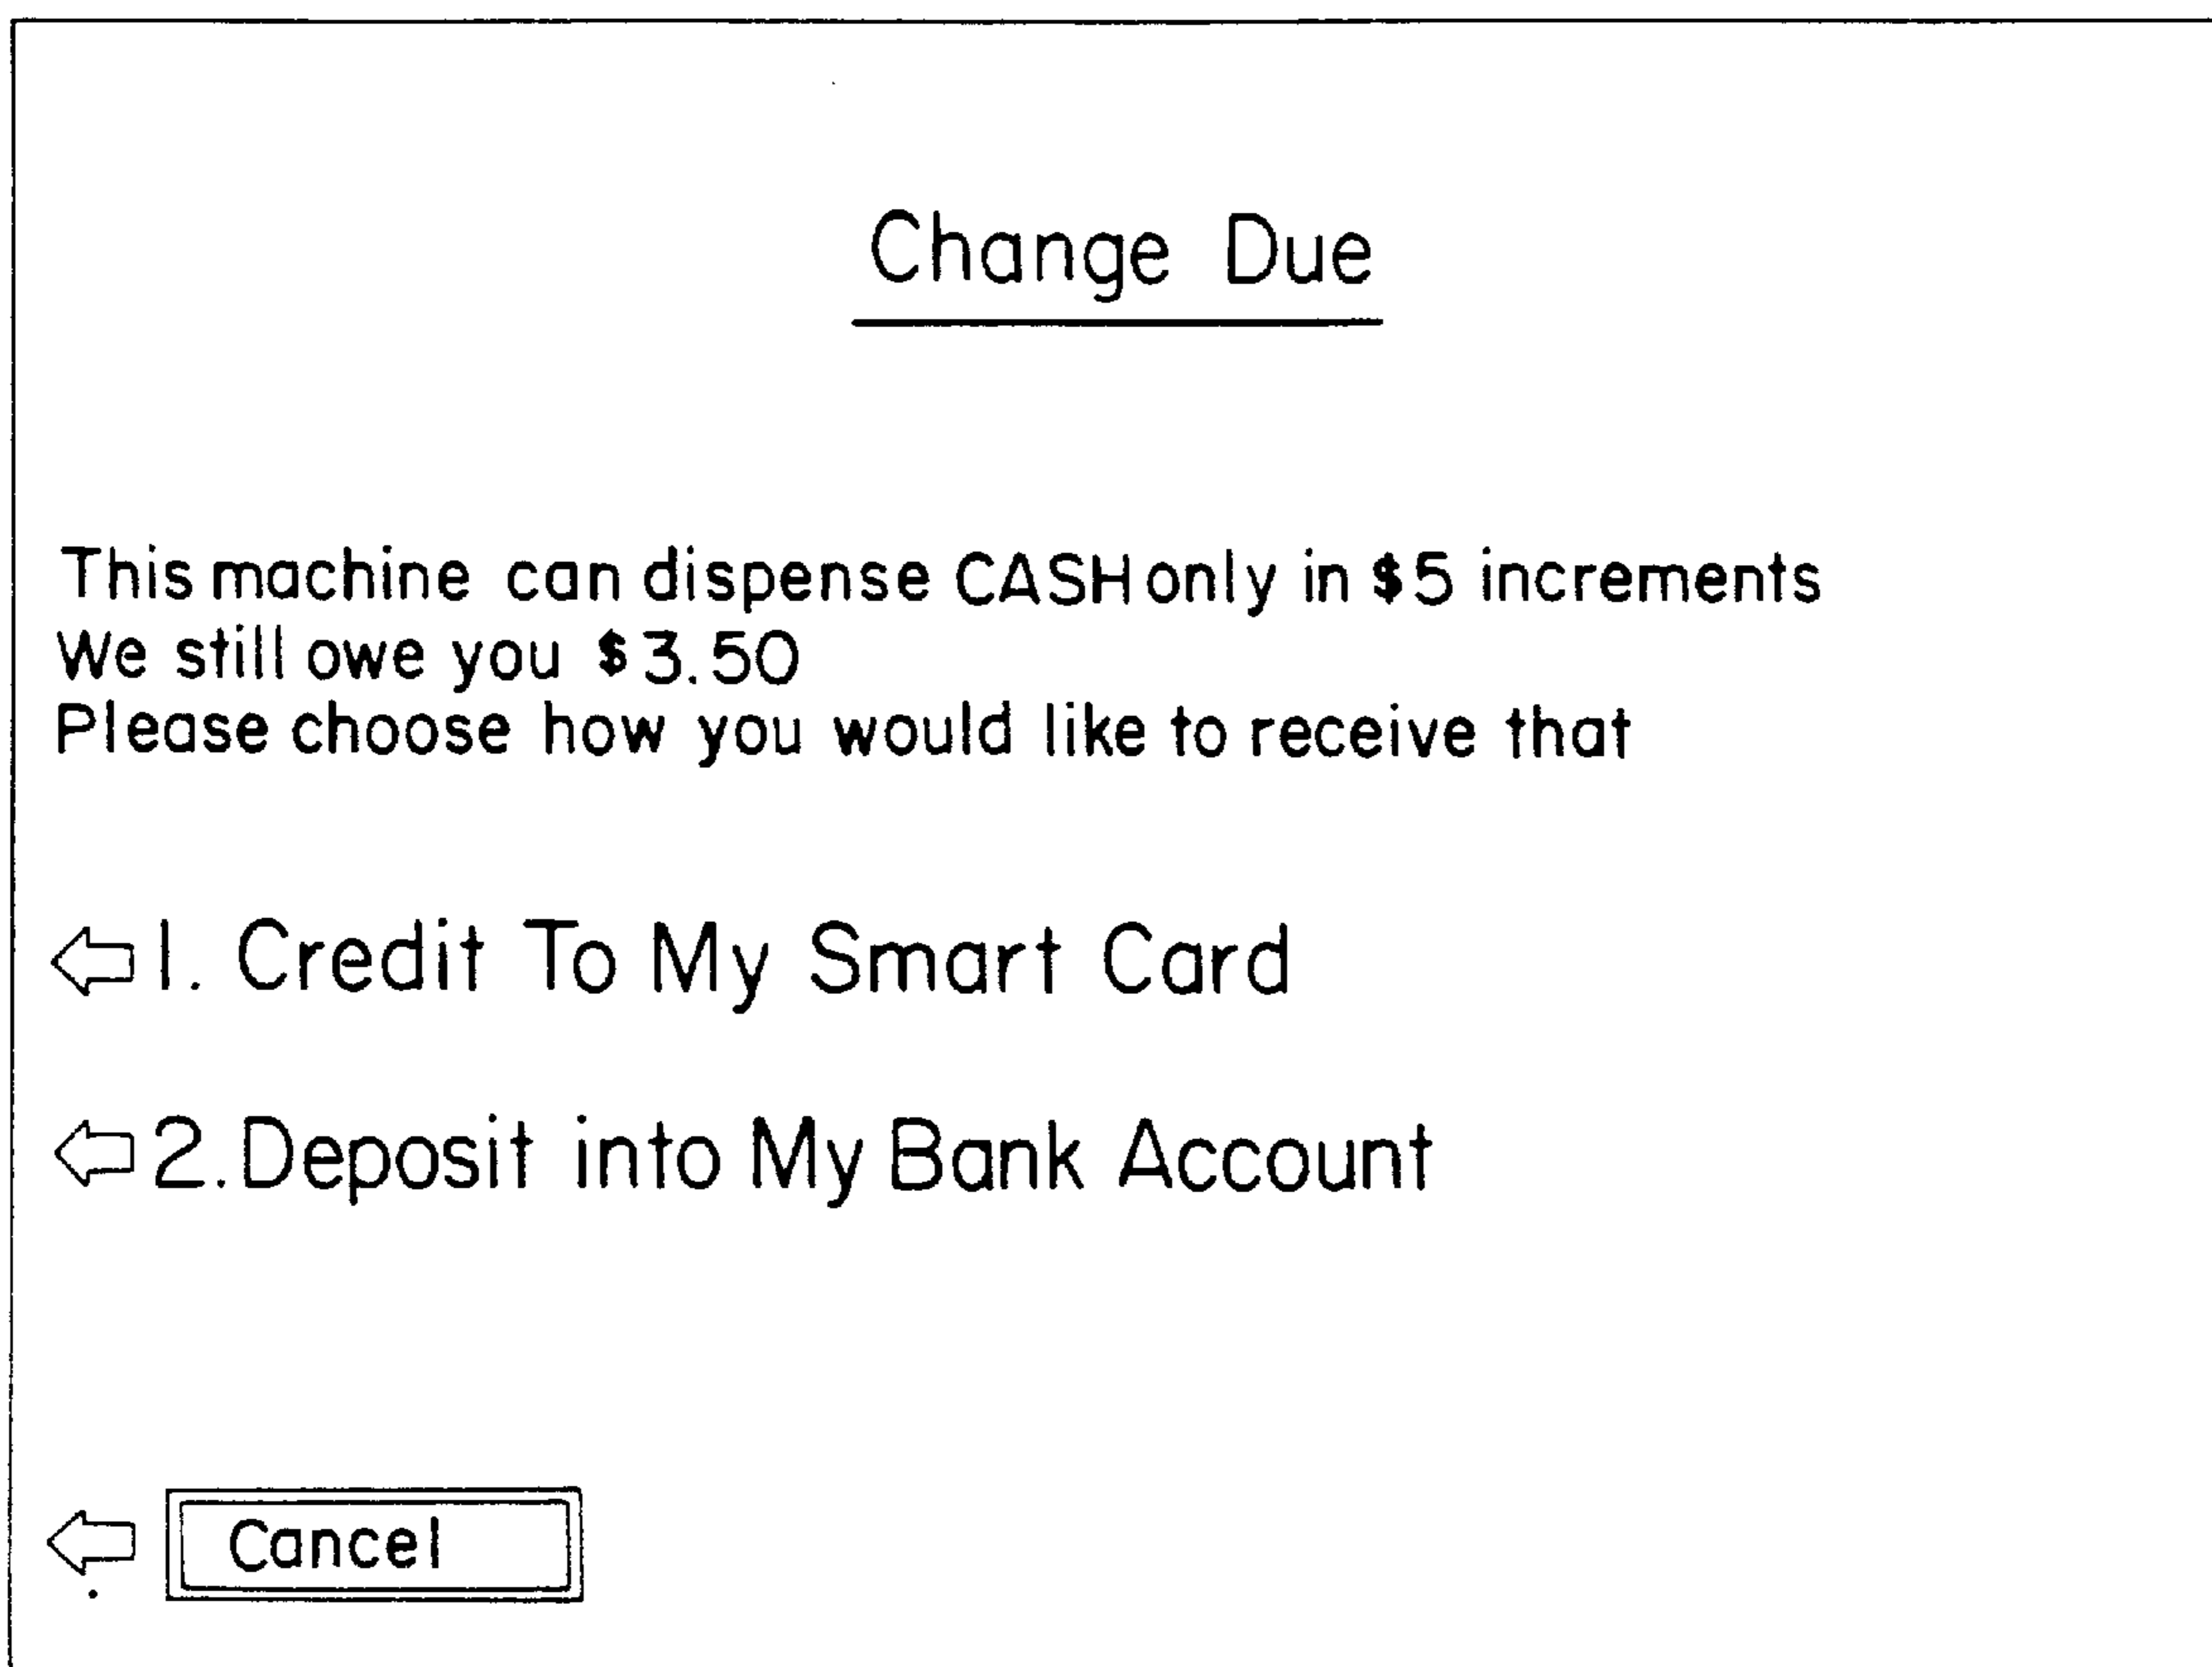 Change Due
This machine can dispense CASH only in $5 increments
We still owe you $3.50
Please choose how you would like to receive that
1. Credit To My Smart Card
2. Deposit into My Bank Account
Cancel